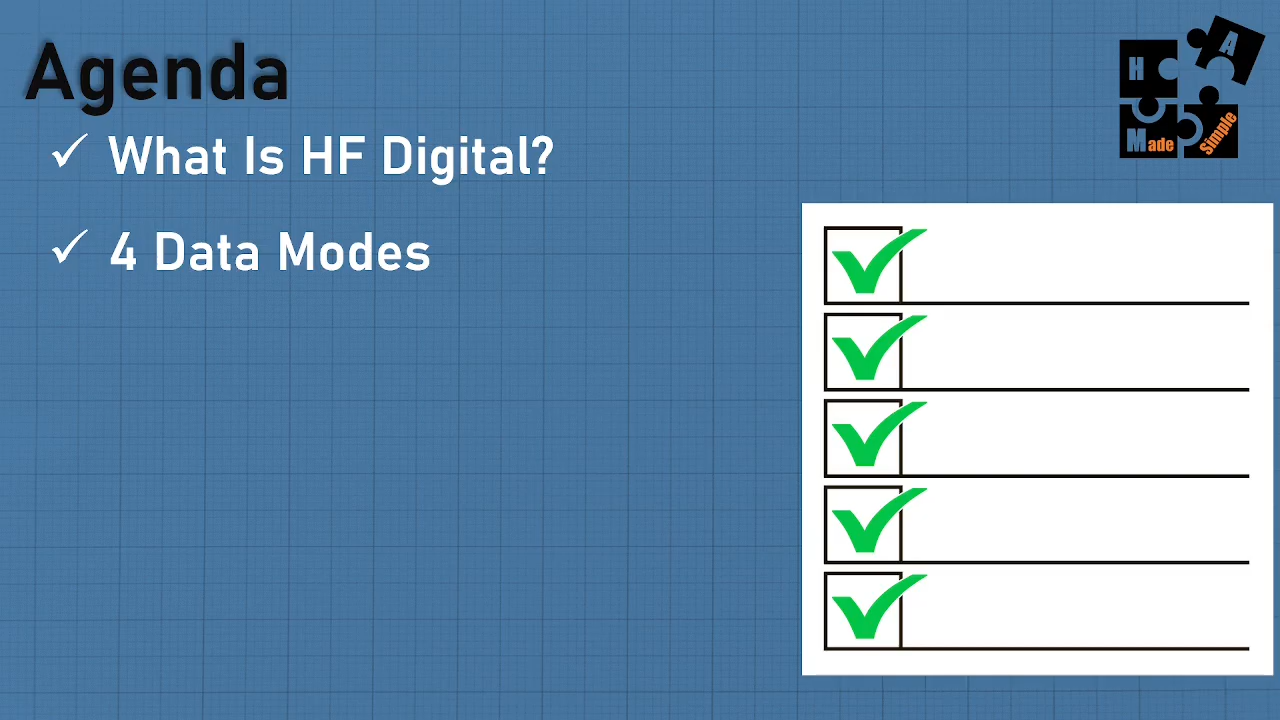 Agenda
✓ What Is HF Digital?
✓ 4 Data Modes
H A
Made Simple